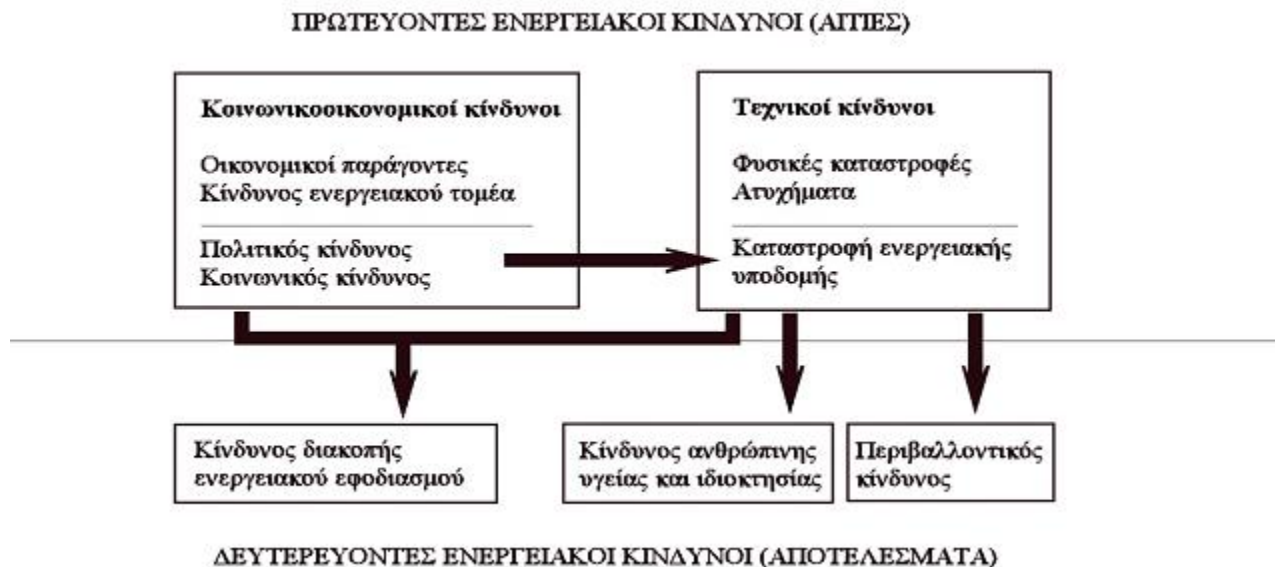 ΠΡΩΤΕΥΟΝΤΕΣ ΕΝΕΡΓΕΙΑΚΟΙ ΚΙΝΔΥΝΟΙ (ΑΙΤΙΕΣ)
Κοινωνικοοικονομικοί κίνδυνοι
Οικονομικοί παράγοντες
Κίνδυνος ενεργειακού τομέα
Πολιτικός κίνδυνος
Κοινωνικός κίνδυνος
Τεχνικοί κίνδυνοι
Φυσικές καταστροφές
Ατυχήματα
Καταστροφή ενεργειακής
υποδομής
Κίνδυνος διακοπής
ενεργειακού εφοδιασμού
Κίνδυνος ανθρώπινης
υγείας και ιδιοκτησίας
Περιβαλλοντικός
κίνδυνος
ΔΕΥΤΕΡΕΥΟΝΤΕΣ ΕΝΕΡΓΕΙΑΚΟΙ ΚΙΝΔΥΝΟΙ (ΑΠΟΤΕΛΕΣΜΑΤΑ)